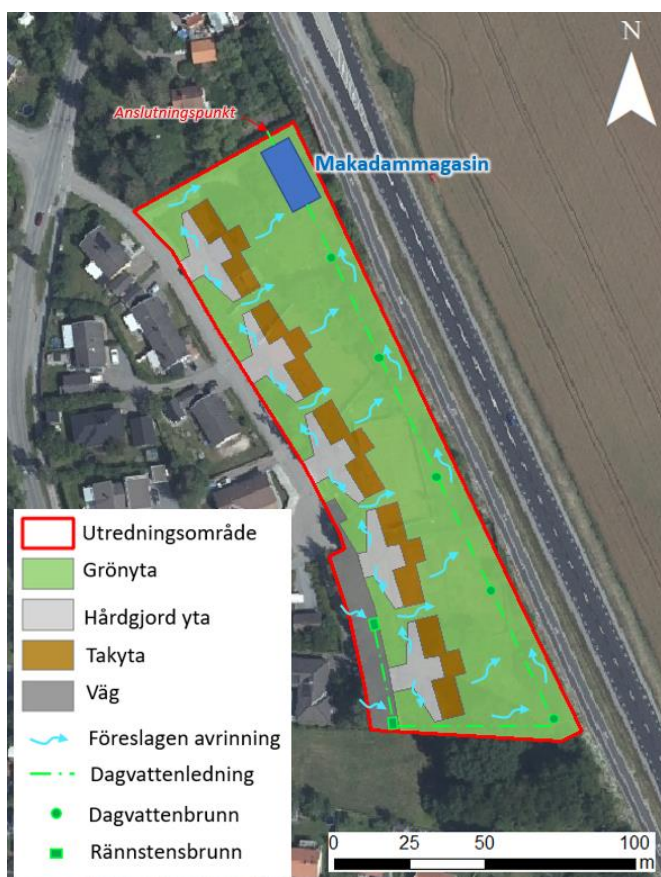 N
Anslutningspunkt
Makadammagasin
Utredningsområde
Grönyta
Hårdgjord yta
Takyta
Väg
Föreslagen avrinning
Dagvattenledning
Dagvattenbrunn
Rännstensbrunn
0 25 50 100
m